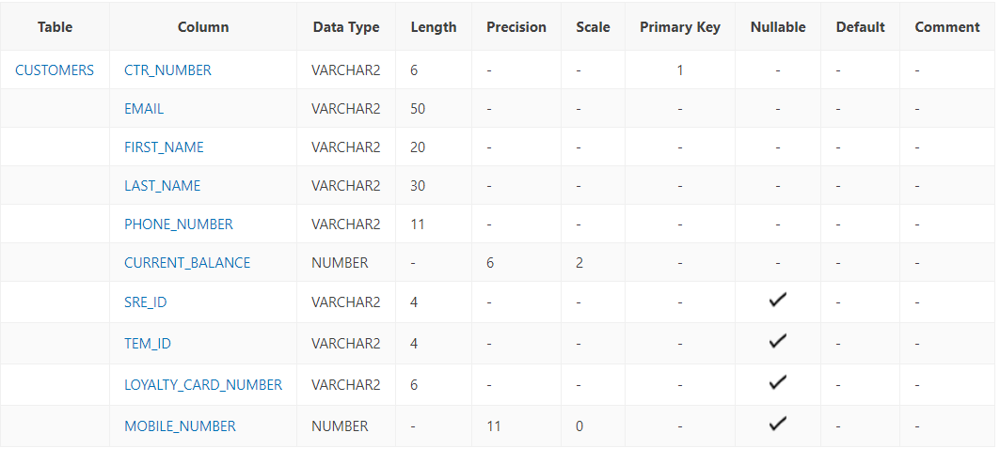 Table Column Data Type Length Precision Scale Primary Key Nullable Default Comment
CUSTOMERS CTR_NUMBER VARCHAR2 6 - - 1 - - -
EMAIL VARCHAR2 50 - - - - - -
FIRST_NAME VARCHAR2 20 - - - - - -
LAST_NAME VARCHAR2 30 - - - - - -
PHONE_NUMBER VARCHAR2 11 - - - - - -
CURRENT_BALANCE NUMBER - 6 2 - - - -
SRE_ID VARCHAR2 4 - - - ✓ - -
TEM_ID VARCHAR2 4 - - - ✓ - -
LOYALTY_CARD_NUMBER VARCHAR2 6 - - - ✓ - -
MOBILE_NUMBER NUMBER - 11 0 - ✓ - -